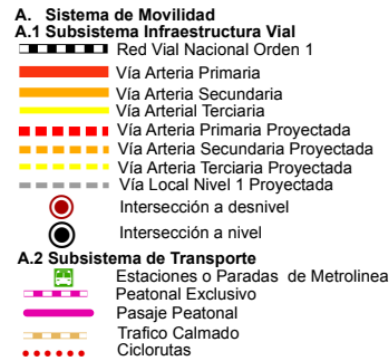 A. Sistema de Movilidad
A.1 Subsistema Infraestructura Vial
Red Vial Nacional Orden 1
Vía Arteria Primaria
Vía Arteria Secundaria
Vía Arterial Terciaria
Vía Arteria Primaria Proyectada
Vía Arteria Secundaria Proyectada
Vía Arteria Terciaria Proyectada
Vía Local Nivel 1 Proyectada
Intersección a desnivel
Intersección a nivel
A.2 Subsistema de Transporte
Estaciones o Paradas de Metrolinea
Peatonal Exclusivo
Pasaje Peatonal
Trafico Calmado
Ciclorutas